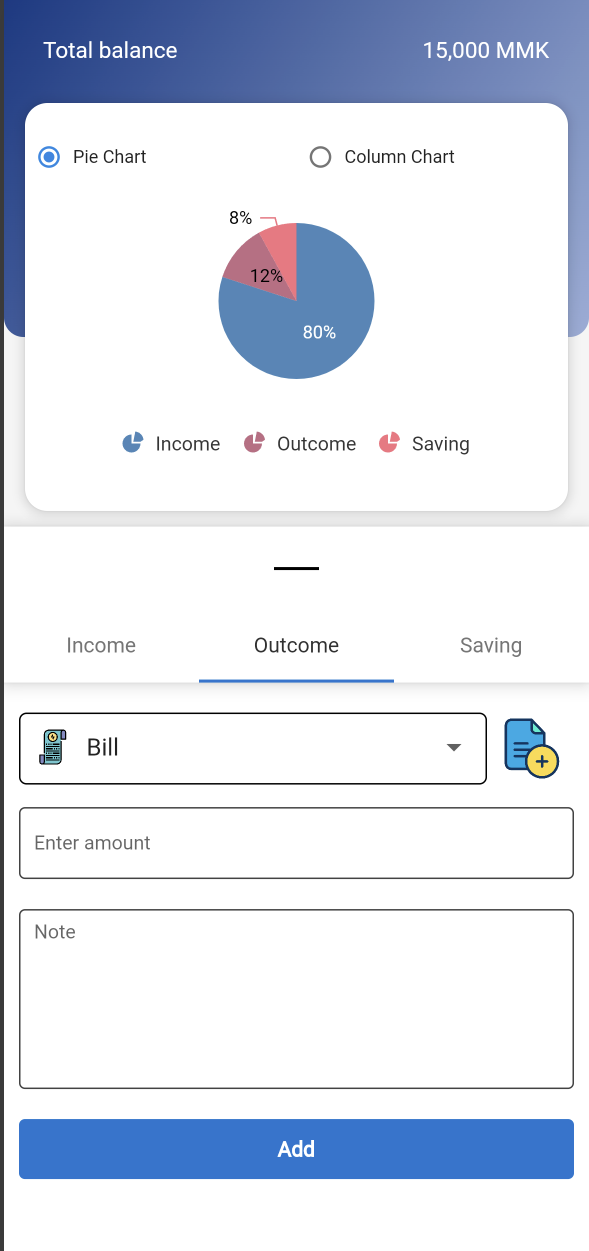 Total balance 15,000 MMK
Pie Chart Column Chart
8%
12%
80%
Income Outcome Saving
Income Outcome Saving
Bill
Enter amount
Note
Add